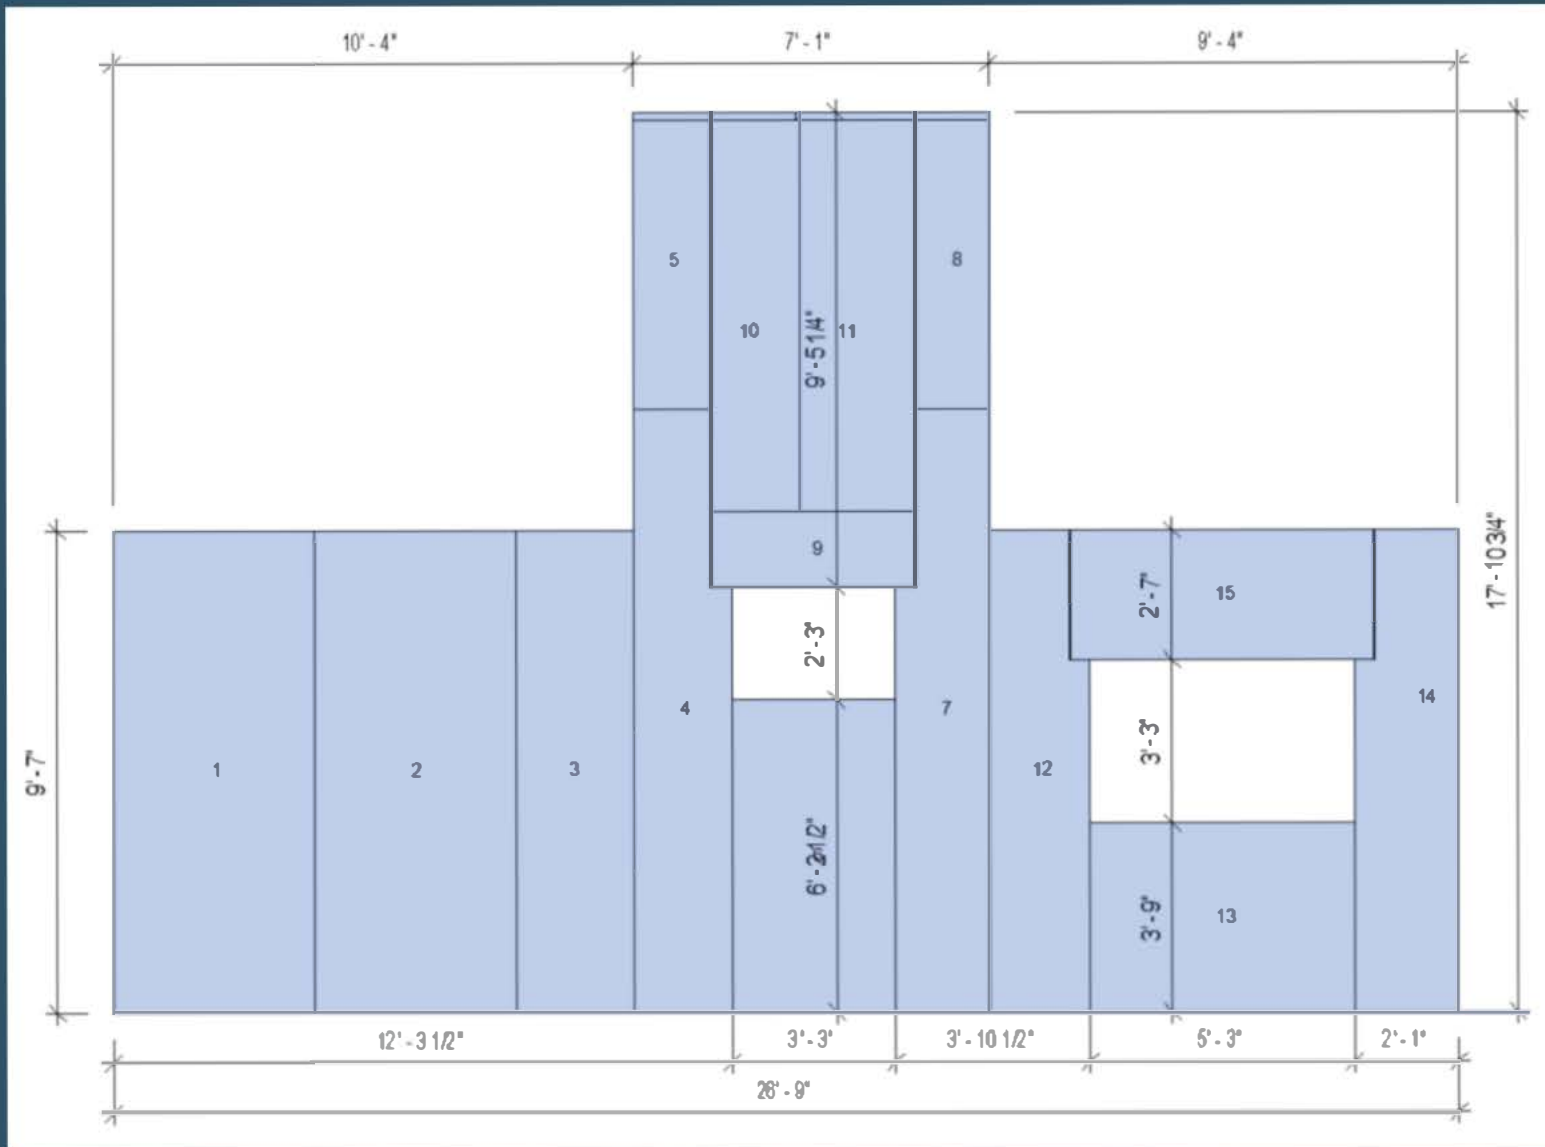 10' - 4"
7' - 1"
9' - 4"
5
8
10
9' - 5 1/4"
11
17' - 10 3/4"
9
2' - 7"
15
2' - 3"
4
7
14
3' - 3"
9' - 7"
1
2
3
12
6' - 2 1/2"
3' - 9"
13
12' - 3 1/2"
3' - 3"
3' - 10 1/2"
5' - 3"
2' - 1"
26' - 9"